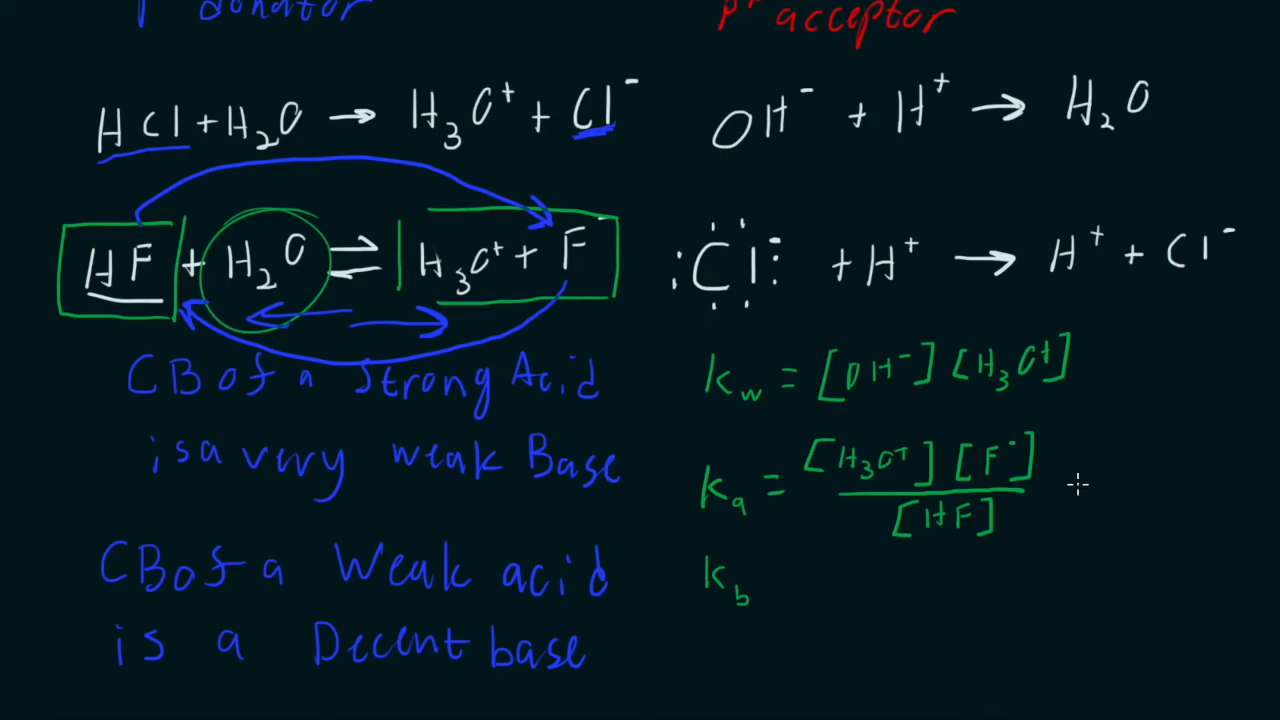 P⁺ donator
P⁺ acceptor
HCl + H₂O → H₃O⁺ + Cl⁻
OH⁻ + H⁺ → H₂O
HF + H₂O ⇌ H₃O⁺ + F⁻
:Cl:⁻ + H⁺ → H⁺ + Cl⁻
CB of a Strong Acid
is a very weak Base
CB of a Weak acid
is a Decent base
Kw = [OH⁻] [H₃O⁺]
Ka = [H₃O⁺] [F⁻]
[HF]
Kb